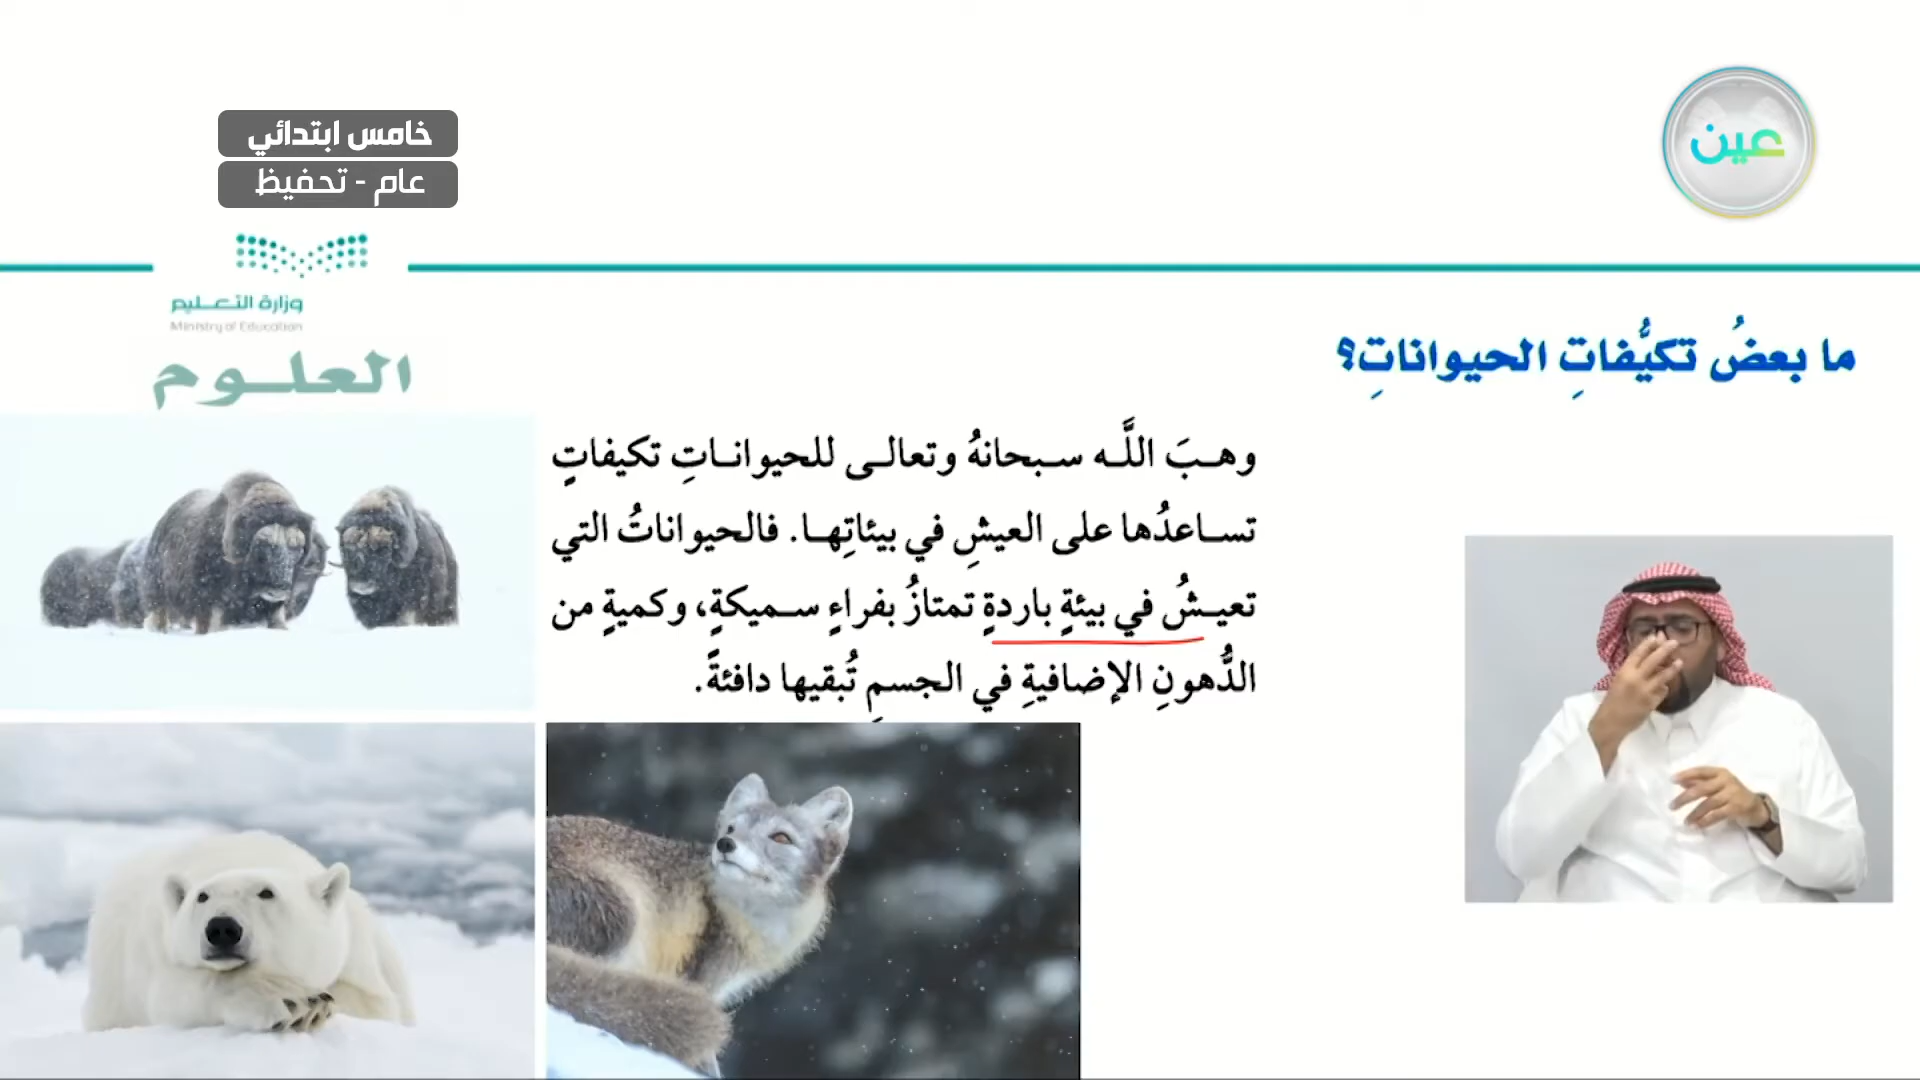 خامس ابتدائي
عام - تحفيظ
عين
وزارة التعليم
Ministry of Education
العلوم
ما بعضُ تكيُّفاتِ الحيواناتِ؟
وهبَ اللَّه سبحانهُ وتعالى للحيواناتِ تكيفاتٍ
تساعدُها على العيشِ في بيئاتِها. فالحيواناتُ التي
تعيشُ في بيئةٍ باردةٍ تمتازُ بفراءٍ سميكةٍ، وكميةٍ من
الدُّهونِ الإضافيةِ في الجسمِ تُبقيها دافئةً.